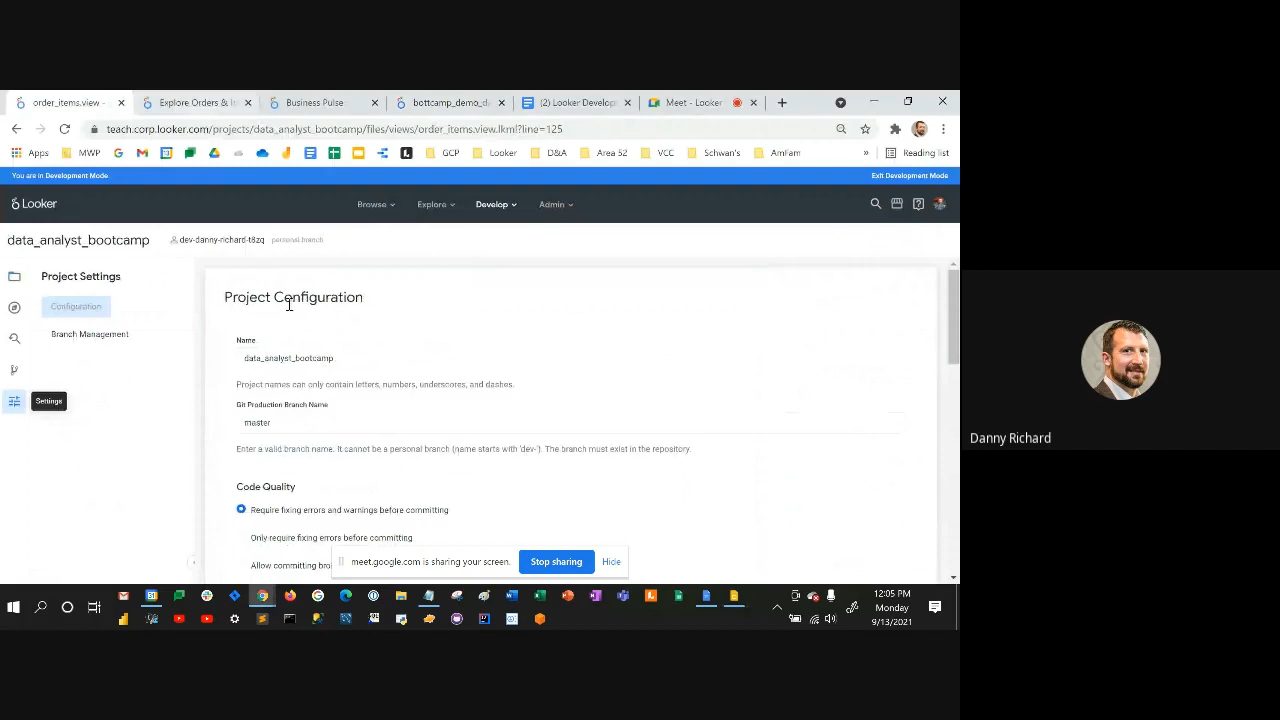 order_items.view -
Explore Orders & It
Business Pulse
bottcamp_demo_d
(2) Looker Develop
Meet - Looker
teach.corp.looker.com/projects/data_analyst_bootcamp/files/views/order_items.view.lkml?line=125
Apps
MWP
GCP
Looker
D&A
Area 52
VCC
Schwan's
AmFam
»
Reading list
You are in Development Mode
Exit Development Mode
Looker
Browse
Explore
Develop
Admin
data_analyst_bootcamp
dev-danny-richard-t8zq
personal branch
Project Settings
Configuration
Branch Management
Settings
Project Configuration
Name
data_analyst_bootcamp
Project names can only contain letters, numbers, underscores, and dashes.
Git Production Branch Name
master
Enter a valid branch name. It cannot be a personal branch (name starts with 'dev-'). The branch must exist in the repository.
Code Quality
Require fixing errors and warnings before committing
Only require fixing errors before committing
Allow committing bro
meet.google.com is sharing your screen.
Stop sharing
Hide
12:05 PM
Monday
9/13/2021
Danny Richard